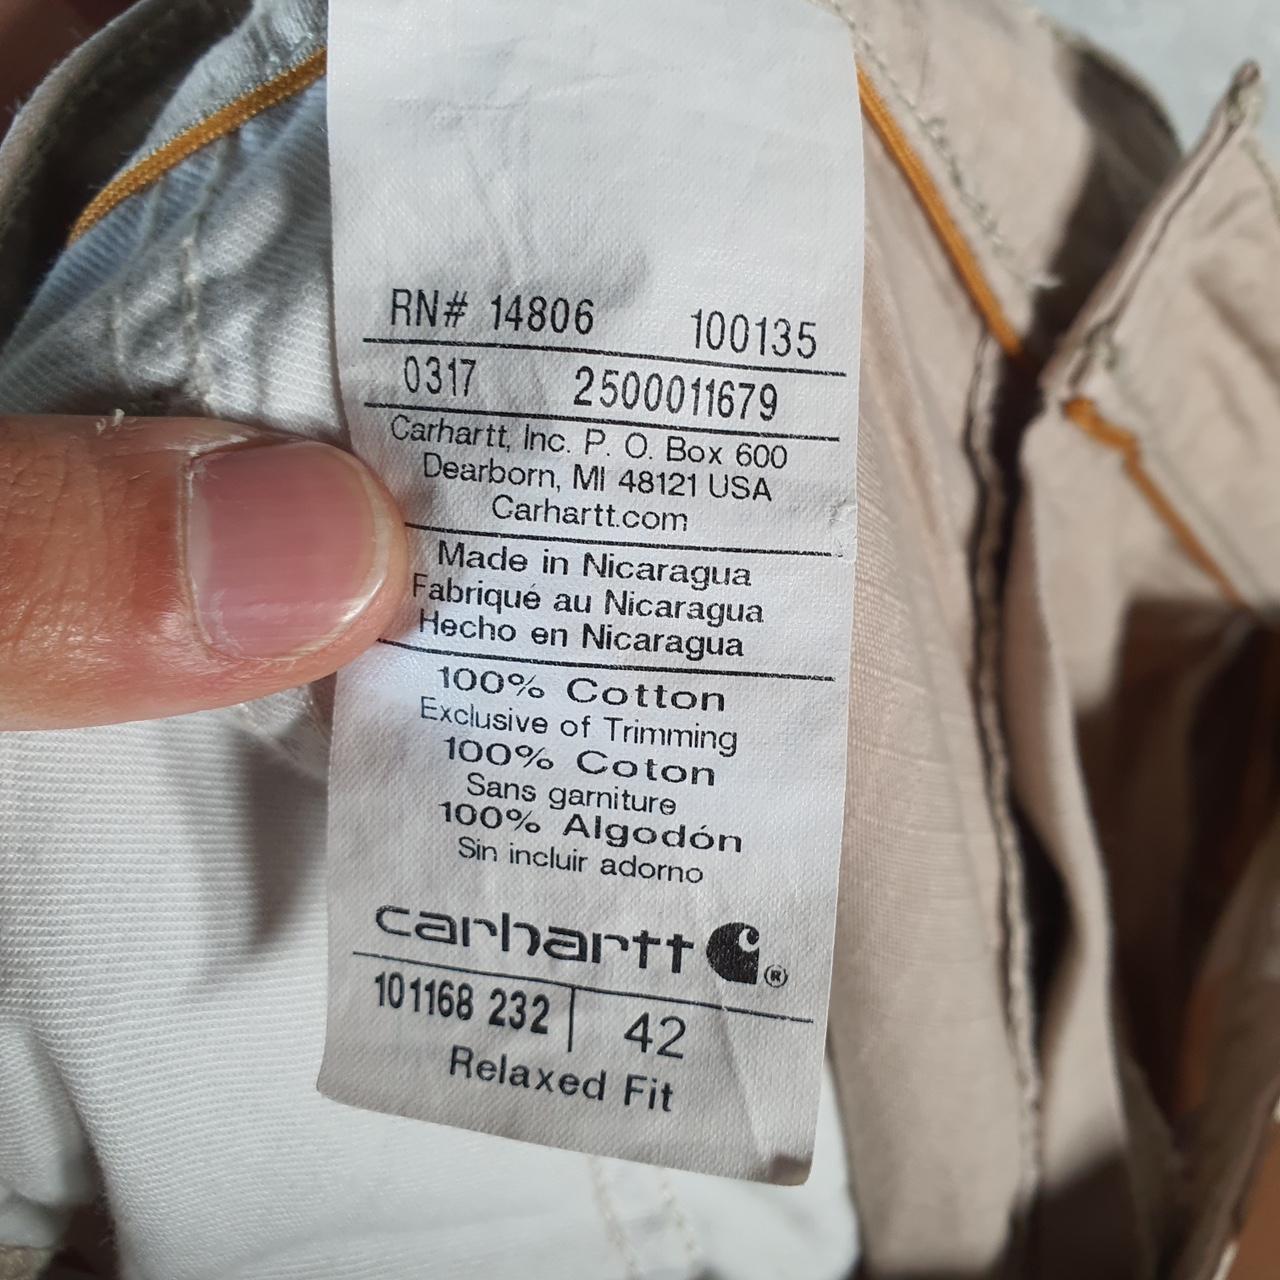 RN# 14806 100135
0317 2500011679
Carhartt, Inc. P. O. Box 600
Dearborn, MI 48121 USA
Carhartt.com
Made in Nicaragua
Fabriqué au Nicaragua
Hecho en Nicaragua
100% Cotton
Exclusive of Trimming
100% Coton
Sans garniture
100% Algodón
Sin incluir adorno
carhartt ®
101168 232 | 42
Relaxed Fit